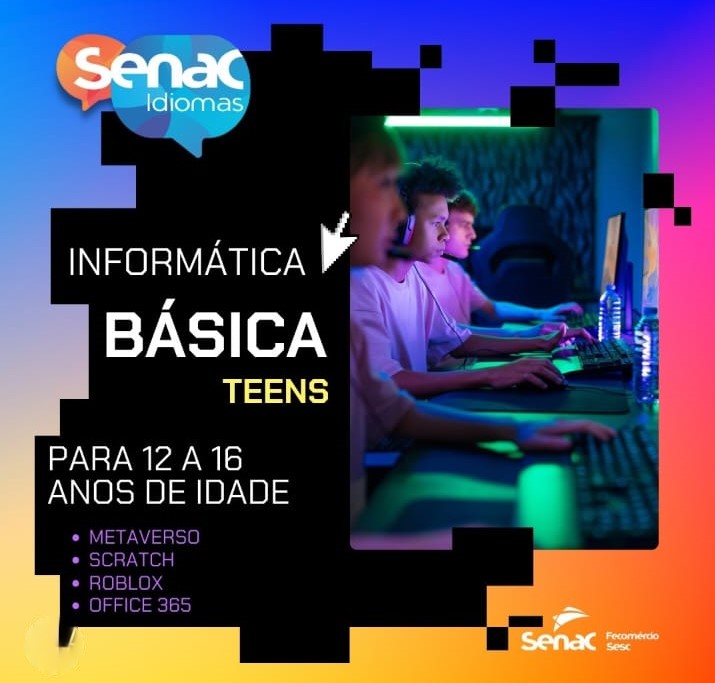 Senac
Idiomas
INFORMÁTICA
BÁSICA
TEENS
PARA 12 A 16
ANOS DE IDADE
• METAVERSO
• SCRATCH
• ROBLOX
• OFFICE 365
Senac
Fecomércio
Sesc